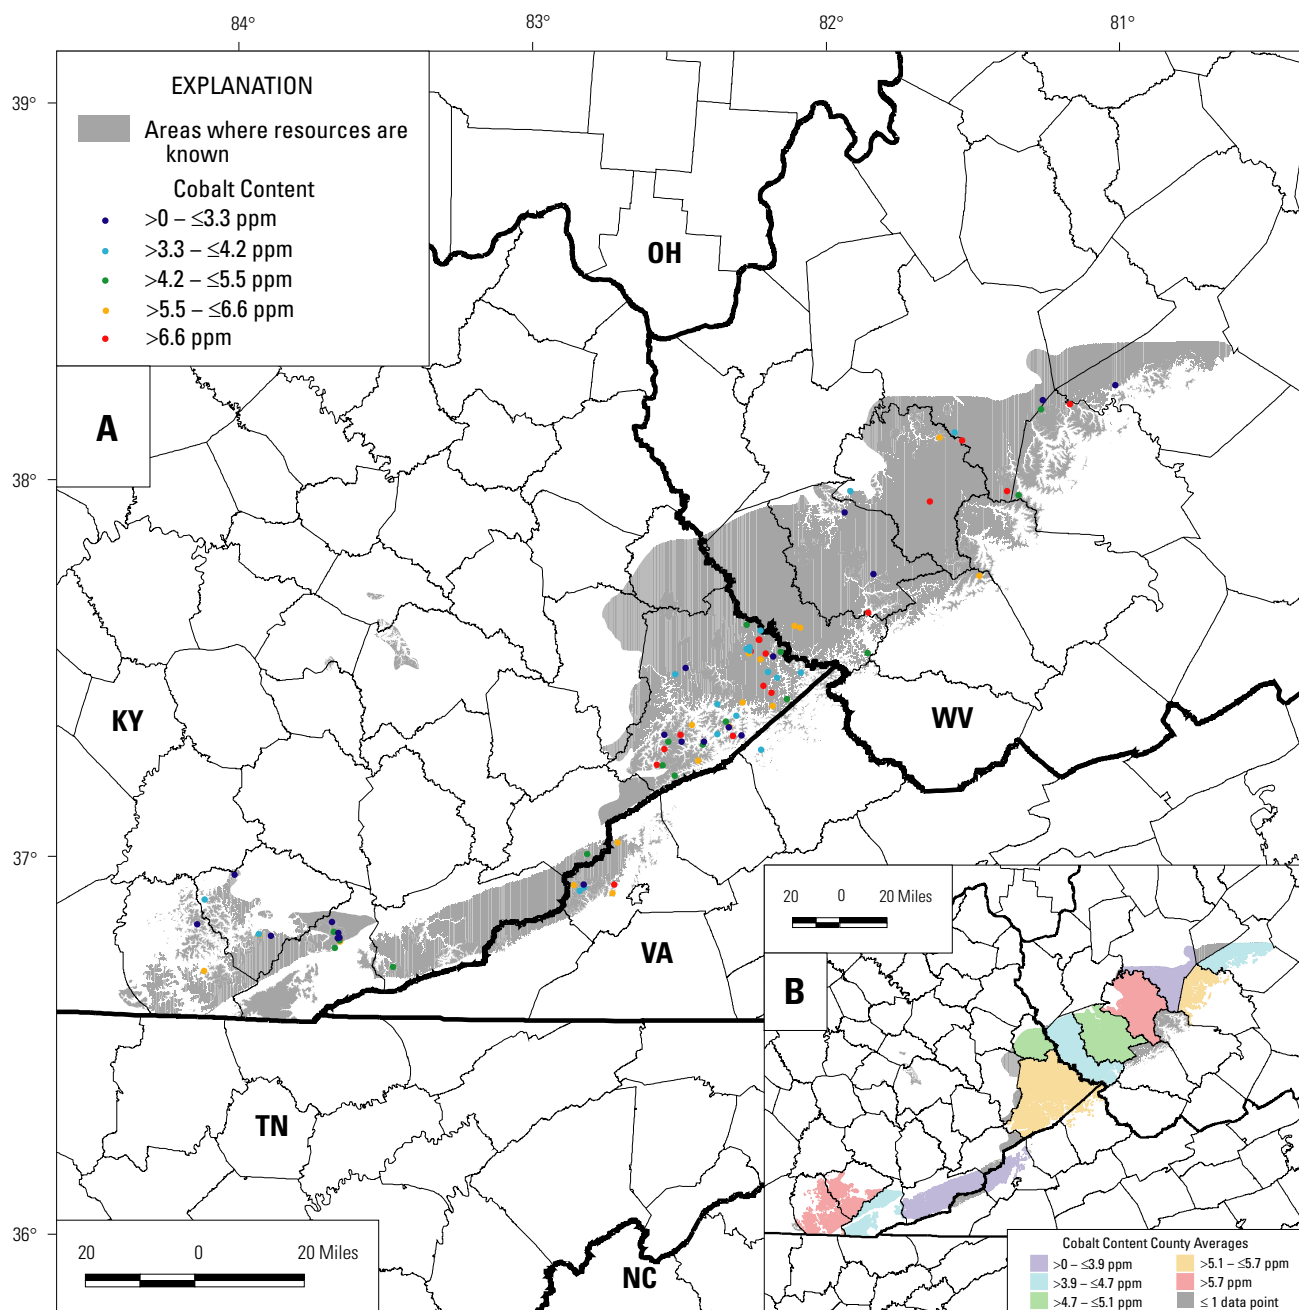 84°
83°
82°
81°
39°
38°
37°
36°
EXPLANATION
Areas where resources are
known
Cobalt Content
>0 – ≤3.3 ppm
>3.3 – ≤4.2 ppm
>4.2 – ≤5.5 ppm
>5.5 – ≤6.6 ppm
>6.6 ppm
A
OH
KY
WV
VA
TN
NC
20 0 20 Miles
20 0 20 Miles
B
Cobalt Content County Averages
>0 – ≤3.9 ppm
>3.9 – ≤4.7 ppm
>4.7 – ≤5.1 ppm
>5.1 – ≤5.7 ppm
>5.7 ppm
≤ 1 data point